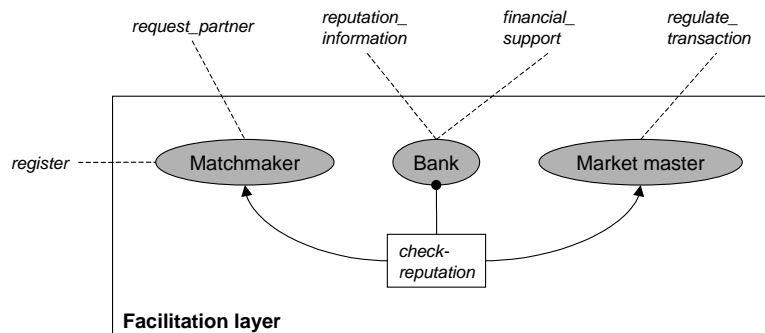 request_partner
reputation_
information
financial_
support
regulate_
transaction
register
Matchmaker
Bank
Market master
check-
reputation
Facilitation layer